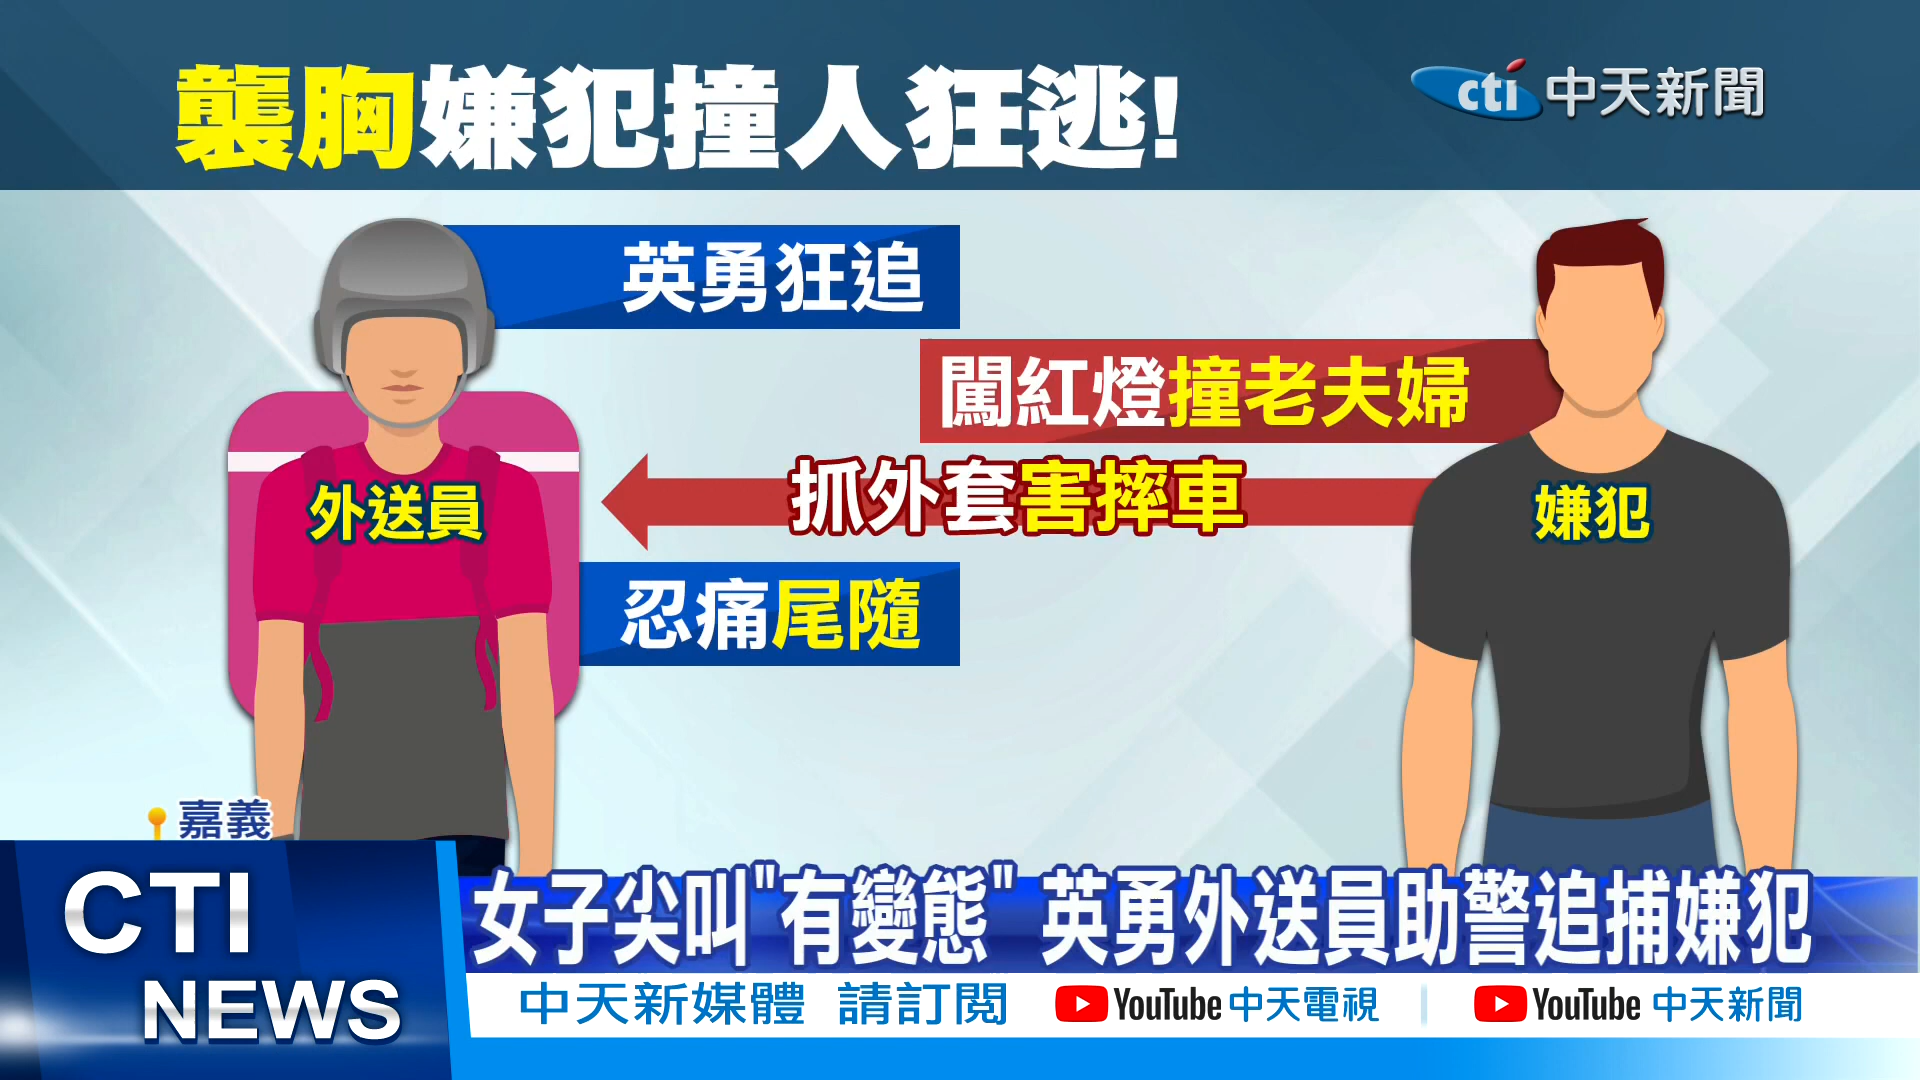 襲胸嫌犯撞人狂逃!
cti 中天新聞
英勇狂追
闖紅燈撞老夫婦
抓外套害摔車
外送員
嫌犯
忍痛尾隨
嘉義
CTI
NEWS
女子尖叫"有變態" 英勇外送員助警追捕嫌犯
中天新媒體 請訂閱 YouTube 中天電視 YouTube 中天新聞